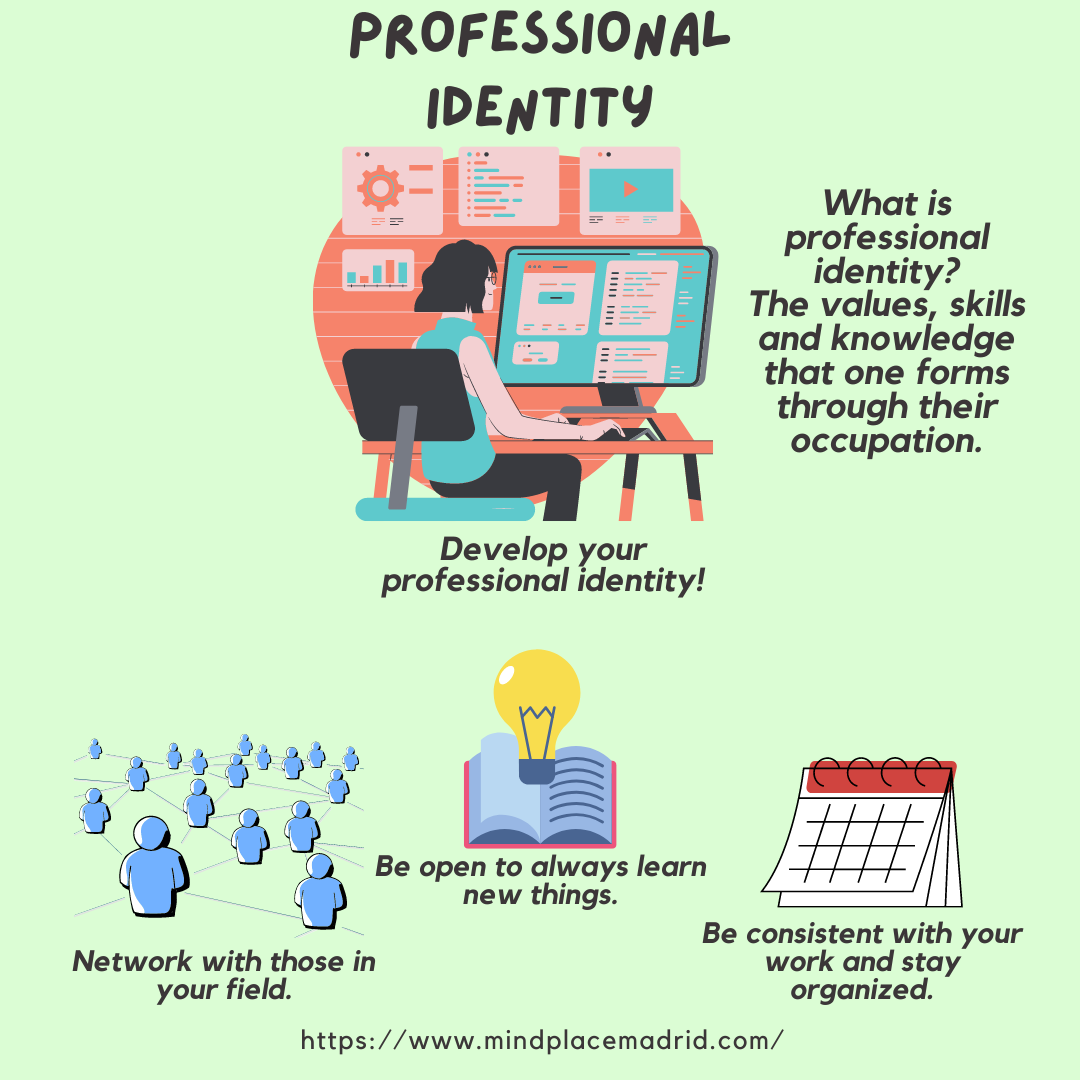 PROFESSIONAL
IDENTITY
What is
professional
identity?
The values, skills
and knowledge
that one forms
through their
occupation.
Develop your
professional identity!
Be open to always learn
new things.
Network with those in
your field.
Be consistent with your
work and stay
organized.
https://www.mindplacemadrid.com/